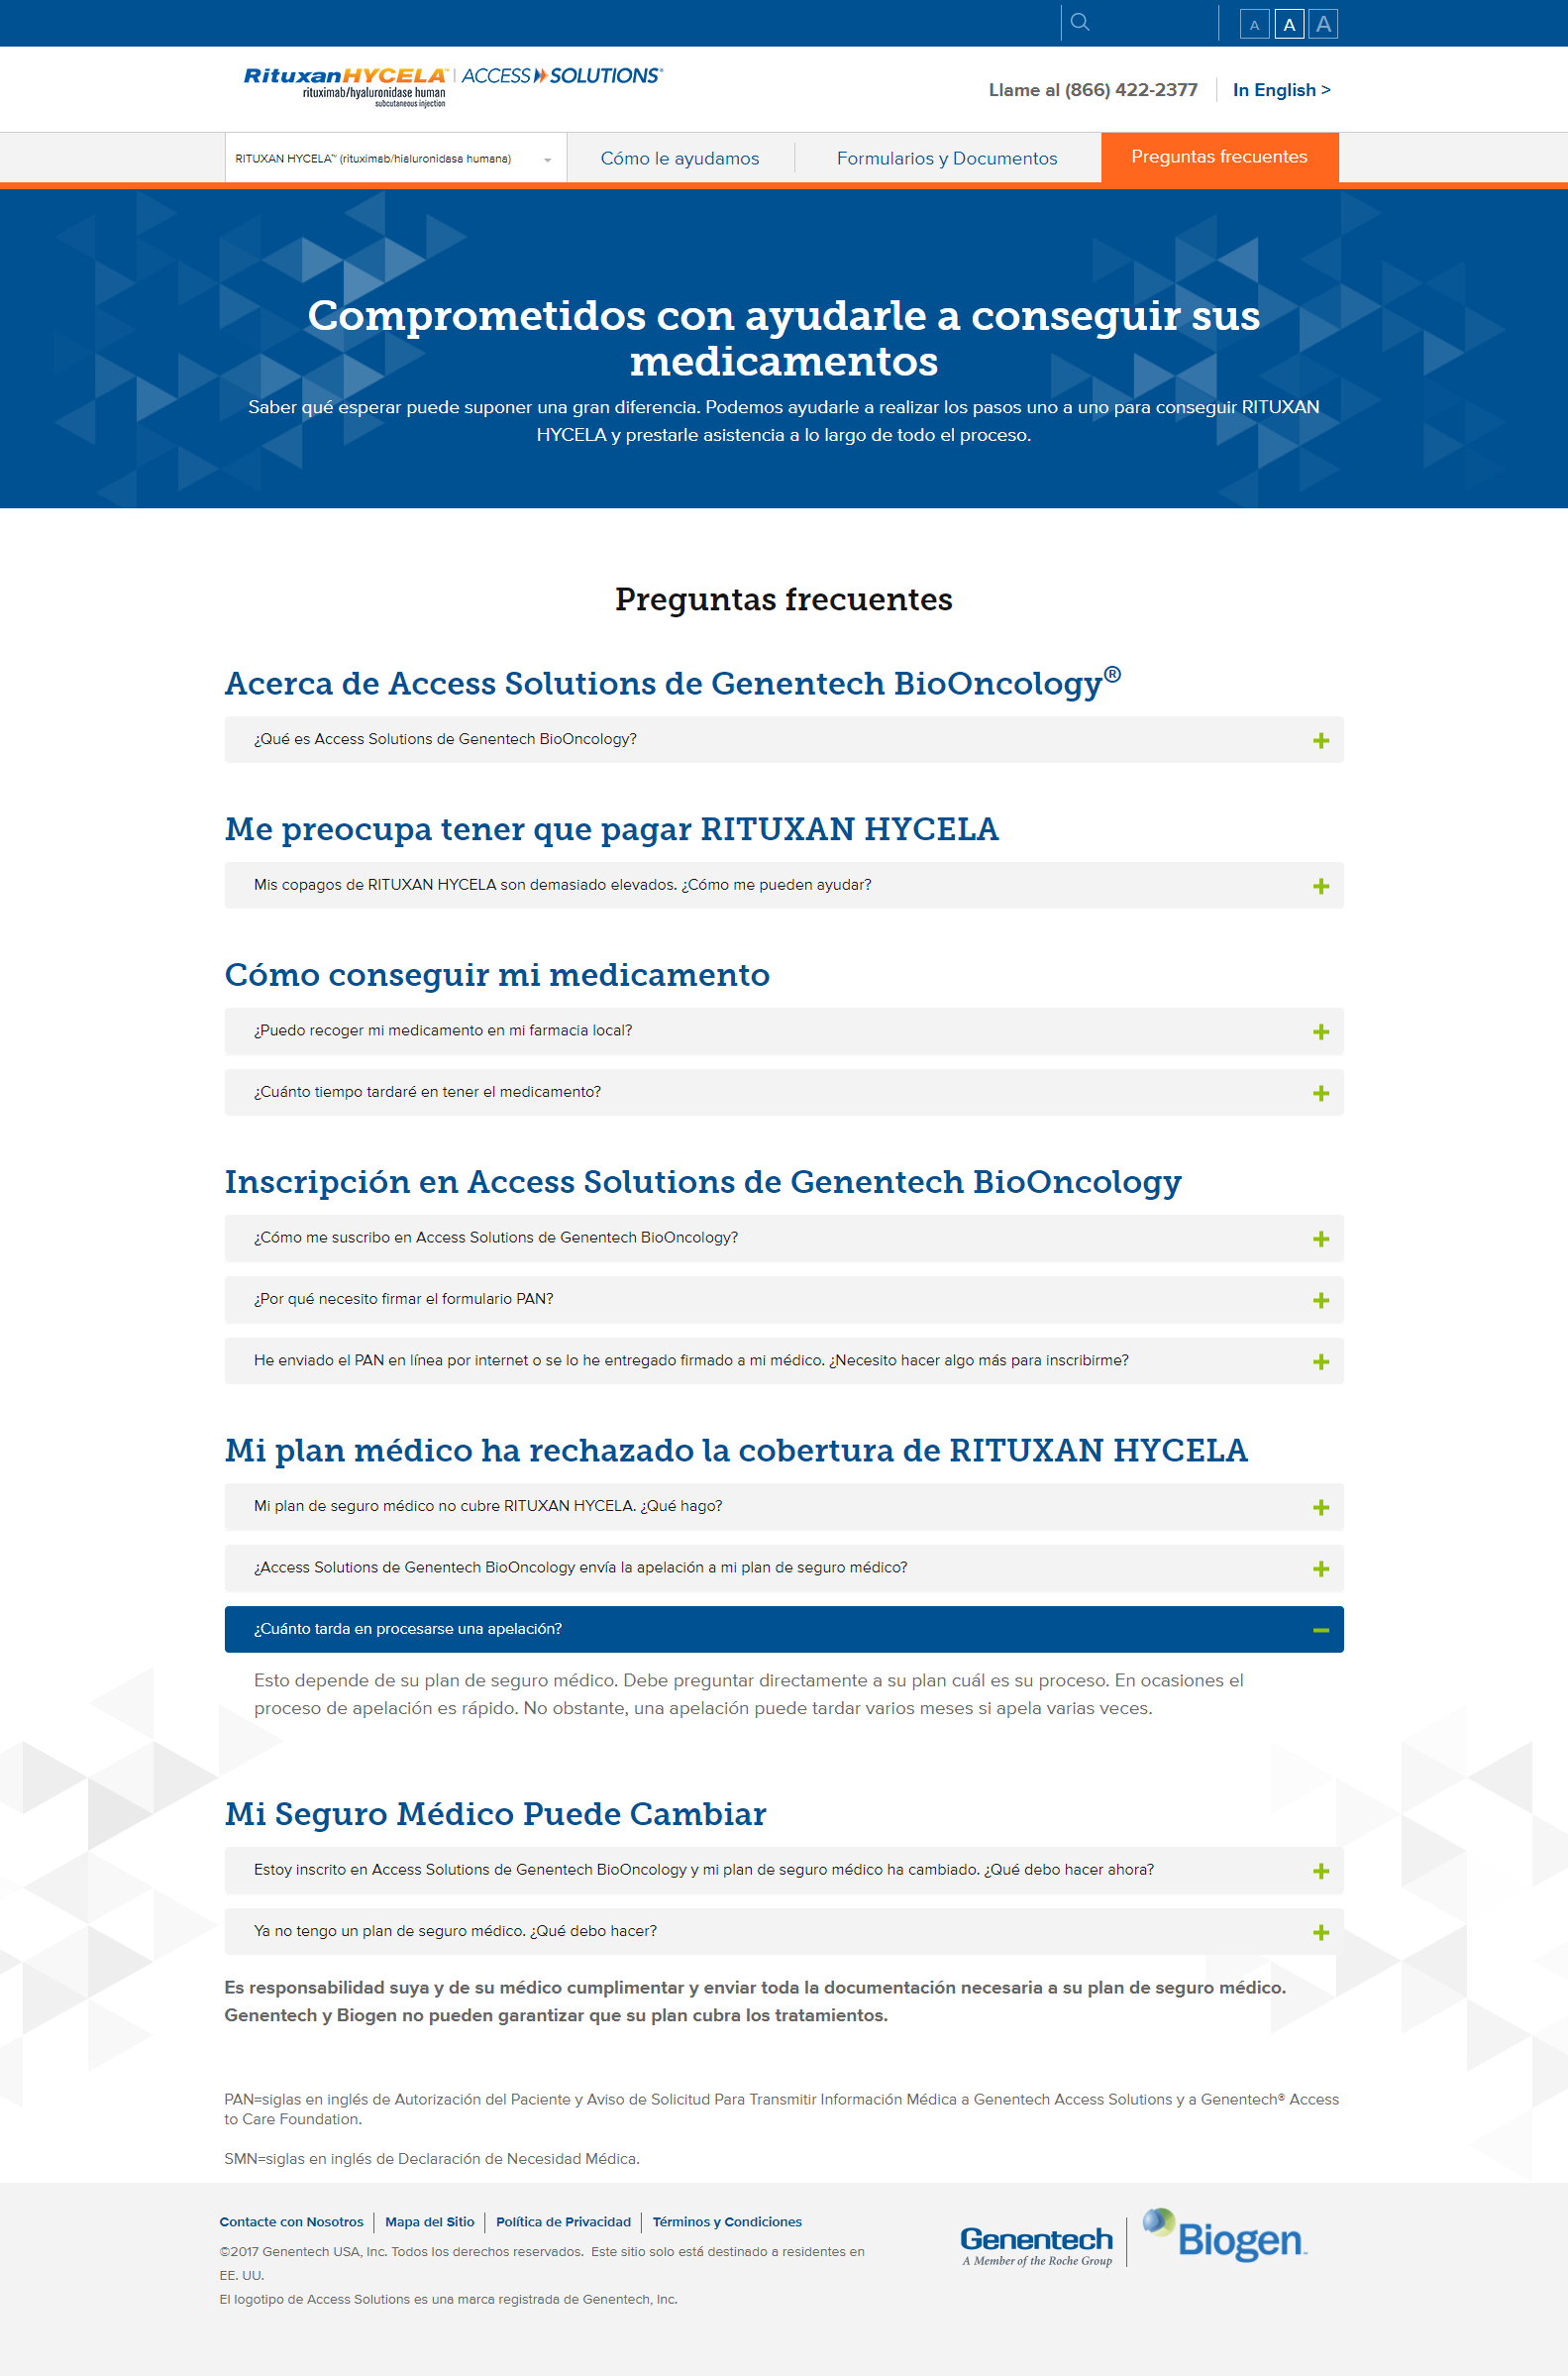 A A A
RituxanHYCELA™ | ACCESS SOLUTIONS®
rituximab/hyaluronidase human
subcutaneous injection
Llame al (866) 422-2377
In English >
RITUXAN HYCELA™ (rituximab/hialuronidasa humana)
Cómo le ayudamos
Formularios y Documentos
Preguntas frecuentes
Comprometidos con ayudarle a conseguir sus
medicamentos
Saber qué esperar puede suponer una gran diferencia. Podemos ayudarle a realizar los pasos uno a uno para conseguir RITUXAN
HYCELA y prestarle asistencia a lo largo de todo el proceso.
Preguntas frecuentes
Acerca de Access Solutions de Genentech BioOncology®
¿Qué es Access Solutions de Genentech BioOncology?
Me preocupa tener que pagar RITUXAN HYCELA
Mis copagos de RITUXAN HYCELA son demasiado elevados. ¿Cómo me pueden ayudar?
Cómo conseguir mi medicamento
¿Puedo recoger mi medicamento en mi farmacia local?
¿Cuánto tiempo tardaré en tener el medicamento?
Inscripción en Access Solutions de Genentech BioOncology
¿Cómo me suscribo en Access Solutions de Genentech BioOncology?
¿Por qué necesito firmar el formulario PAN?
He enviado el PAN en línea por internet o se lo he entregado firmado a mi médico. ¿Necesito hacer algo más para inscribirme?
Mi plan médico ha rechazado la cobertura de RITUXAN HYCELA
Mi plan de seguro médico no cubre RITUXAN HYCELA. ¿Qué hago?
¿Access Solutions de Genentech BioOncology envía la apelación a mi plan de seguro médico?
¿Cuánto tarda en procesarse una apelación?
Esto depende de su plan de seguro médico. Debe preguntar directamente a su plan cuál es su proceso. En ocasiones el
proceso de apelación es rápido. No obstante, una apelación puede tardar varios meses si apela varias veces.
Mi Seguro Médico Puede Cambiar
Estoy inscrito en Access Solutions de Genentech BioOncology y mi plan de seguro médico ha cambiado. ¿Qué debo hacer ahora?
Ya no tengo un plan de seguro médico. ¿Qué debo hacer?
Es responsabilidad suya y de su médico cumplimentar y enviar toda la documentación necesaria a su plan de seguro médico.
Genentech y Biogen no pueden garantizar que su plan cubra los tratamientos.
PAN=siglas en inglés de Autorización del Paciente y Aviso de Solicitud Para Transmitir Información Médica a Genentech Access Solutions y a Genentech® Access
to Care Foundation.
SMN=siglas en inglés de Declaración de Necesidad Médica.
Contacte con Nosotros | Mapa del Sitio | Política de Privacidad | Términos y Condiciones
©2017 Genentech USA, Inc. Todos los derechos reservados. Este sitio solo está destinado a residentes en
EE. UU.
El logotipo de Access Solutions es una marca registrada de Genentech, Inc.
Genentech
A Member of the Roche Group
Biogen™